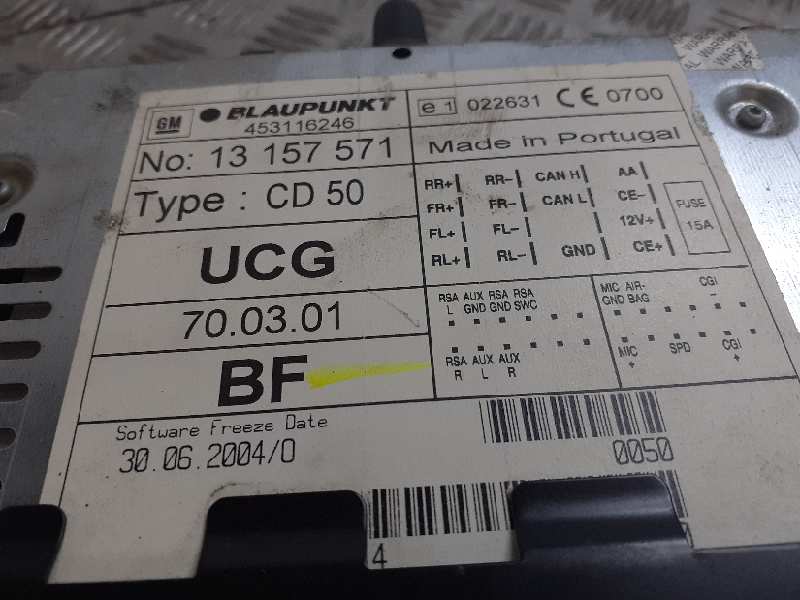 GM BLAUPUNKT
453116246
e1 022631 CE 0700
No: 13 157 571
Made in Portugal
Type : CD 50
RR+ RR- CAN H AA
FR+ FR- CAN L CE-
FL+ FL- 12V+
RL+ RL- GND CE+
FUSE
15A
UCG
70.03.01
BF
RSA AUX RSA RSA
L GND GND SWC
RSA AUX AUX
R L R
MIC AIR- CGI
GND BAG -
MIC SPD CGI
+ +
Software Freeze Date
30.06.2004/0
0050
4
WARR
AL WARR